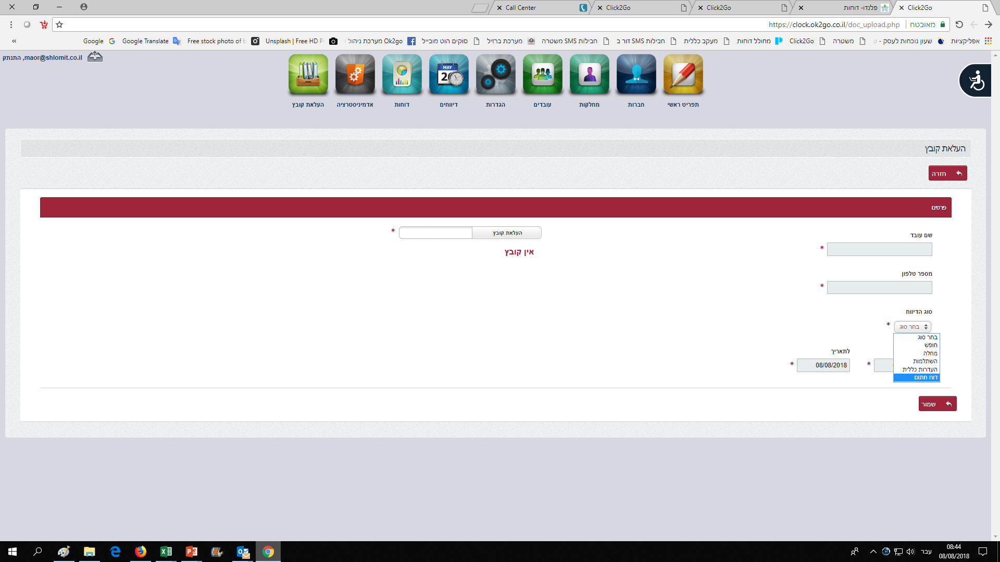 Call Center
Click2Go
Click2Go
פלנדו- דוחות
Click2Go
https://clock.ok2go.co.il/doc_upload.php
מאובטח
אפליקציות
שעון נוכחות לעסק -
משטרה
Click2Go
מחולל דוחות
מעקב כללית
חבילות SMS דור ב
חבילות SMS משטרה
מערכת ברזיל
סוקים הוט מובייל
Ok2go מערכת ניהול
Unsplash | Free HD P
Free stock photo of
Google Translate
Google
maor@shlomit.co.il, התנתק
MAY
תפריט ראשי
חברות
מחלקות
עובדים
הגדרות
דיווחים
דוחות
אדמיניסטרציה
העלאת קובץ
העלאת קובץ
חזרה
פרטים
שם עובד
*
העלאת קובץ
*
אין קובץ
מספר טלפון
*
סוג הדיווח
בחר סוג
*
בחר סוג
חופש
מחלה
השתלמות
העדרות כללית
דוח חתום
*
לתאריך
08/08/2018
*
שמור
עבר
08:44
08/08/2018